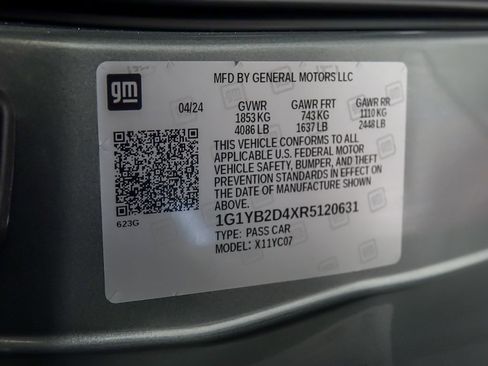 gm
MFD BY GENERAL MOTORS LLC
04/24 GVWR GAWR FRT GAWR RR
1853 KG 743 KG 1110 KG
4086 LB 1637 LB 2448 LB
THIS VEHICLE CONFORMS TO ALL
APPLICABLE U.S. FEDERAL MOTOR
VEHICLE SAFETY, BUMPER, AND THEFT
PREVENTION STANDARDS IN EFFECT ON
THE DATE OF MANUFACTURE SHOWN
ABOVE.
1G1YB2D4XR5120631
TYPE: PASS CAR
MODEL: X11YC07
623G